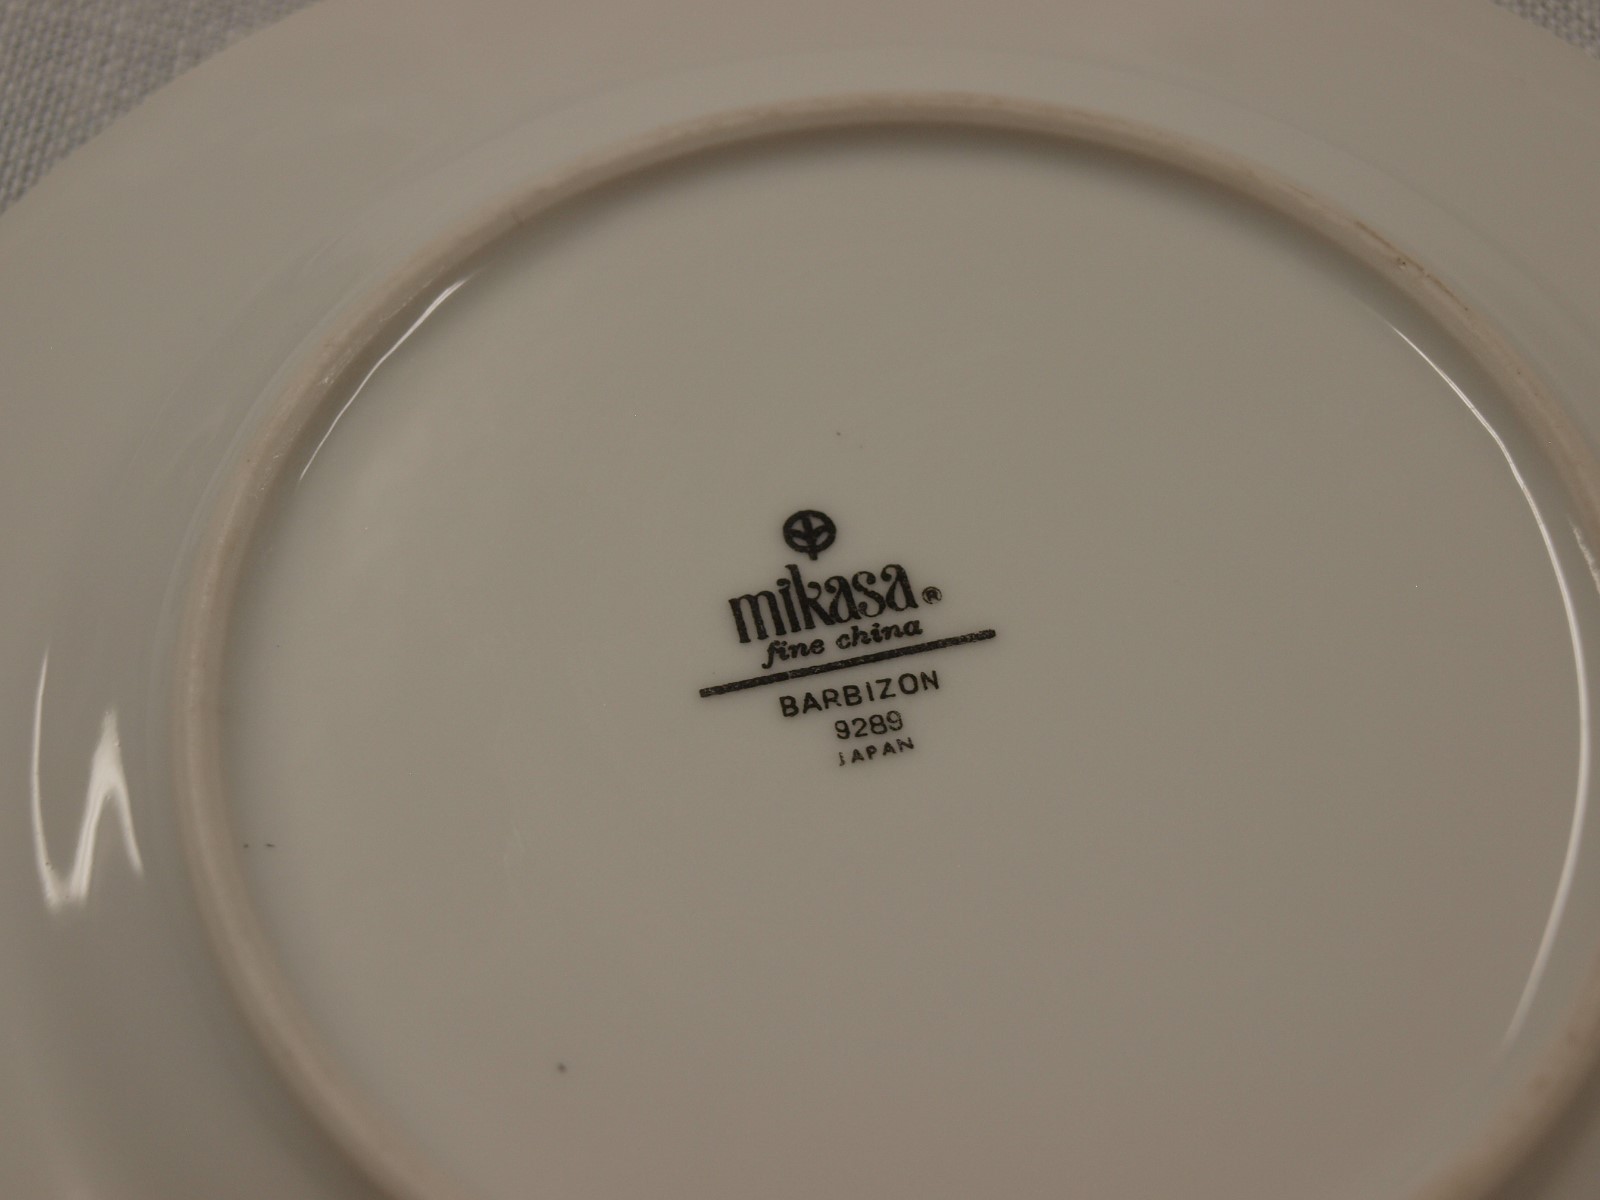 mikasa®
fine china
BARBIZON
9289
JAPAN